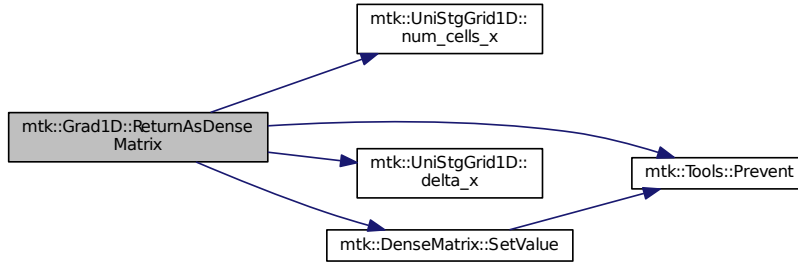 mtk::UniStgGrid1D::
num_cells_x
mtk::Grad1D::ReturnAsDense
Matrix
mtk::UniStgGrid1D::
delta_x
mtk::Tools::Prevent
mtk::DenseMatrix::SetValue